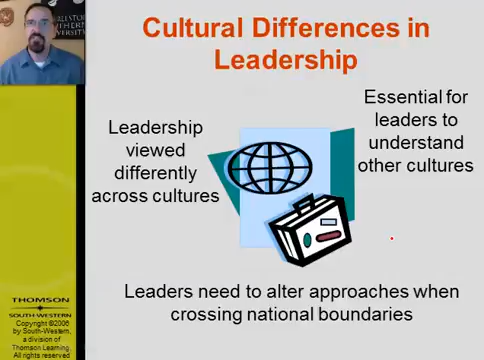 Cultural Differences in
Leadership
Leadership
viewed
differently
across cultures
Essential for
leaders to
understand
other cultures
Leaders need to alter approaches when
crossing national boundaries
THOMSON
SOUTH-WESTERN
Copyright ©2006
by South-Western,
a division of
Thomson Learning.
All rights reserved